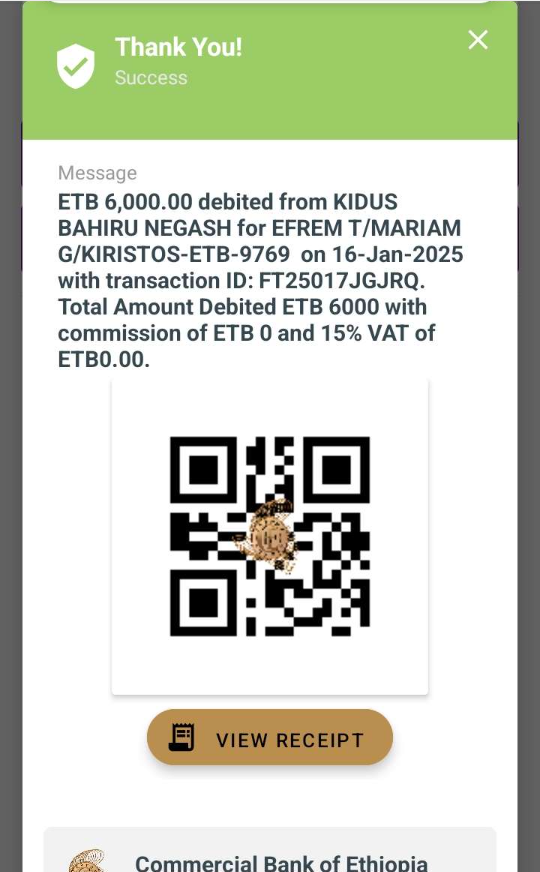 Thank You!
Success
Message
ETB 6,000.00 debited from KIDUS
BAHIRU NEGASH for EFREM T/MARIAM
G/KIRISTOS-ETB-9769 on 16-Jan-2025
with transaction ID: FT25017JGJRQ.
Total Amount Debited ETB 6000 with
commission of ETB 0 and 15% VAT of
ETB0.00.
VIEW RECEIPT
Commercial Bank of Ethiopia